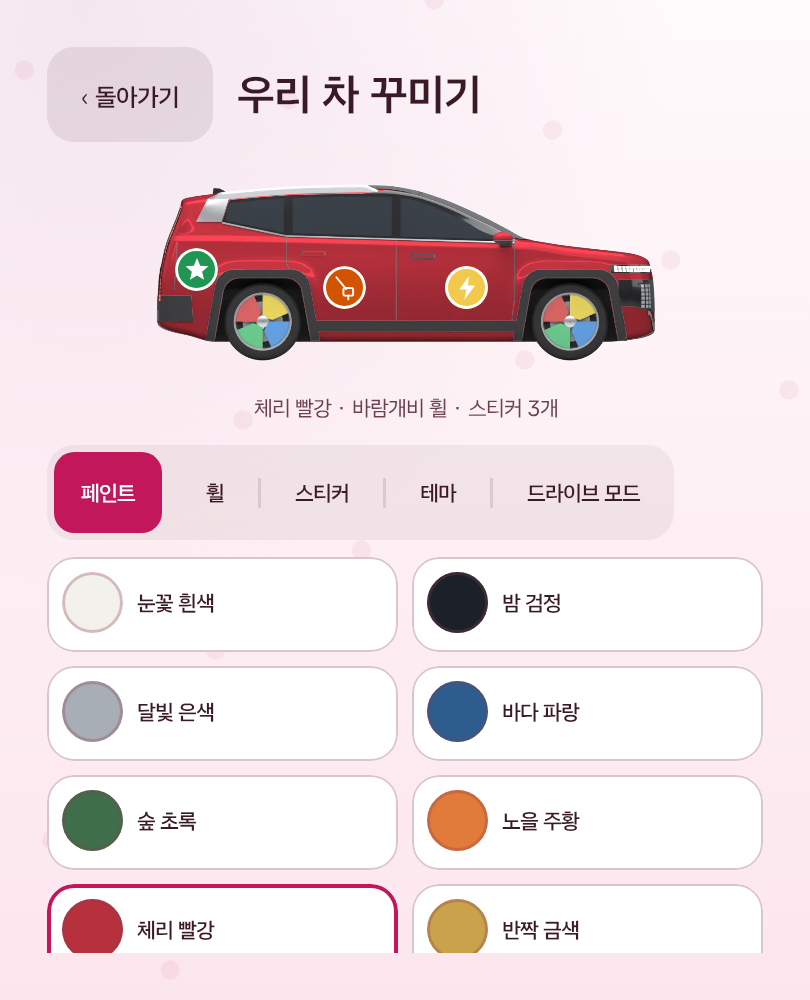 ‹ 돌아가기
우리 차 꾸미기
체리 빨강 · 바람개비 휠 · 스티커 3개
페인트 휠 스티커 테마 드라이브 모드
눈꽃 흰색 밤 검정
달빛 은색 바다 파랑
숲 초록 노을 주황
체리 빨강 반짝 금색